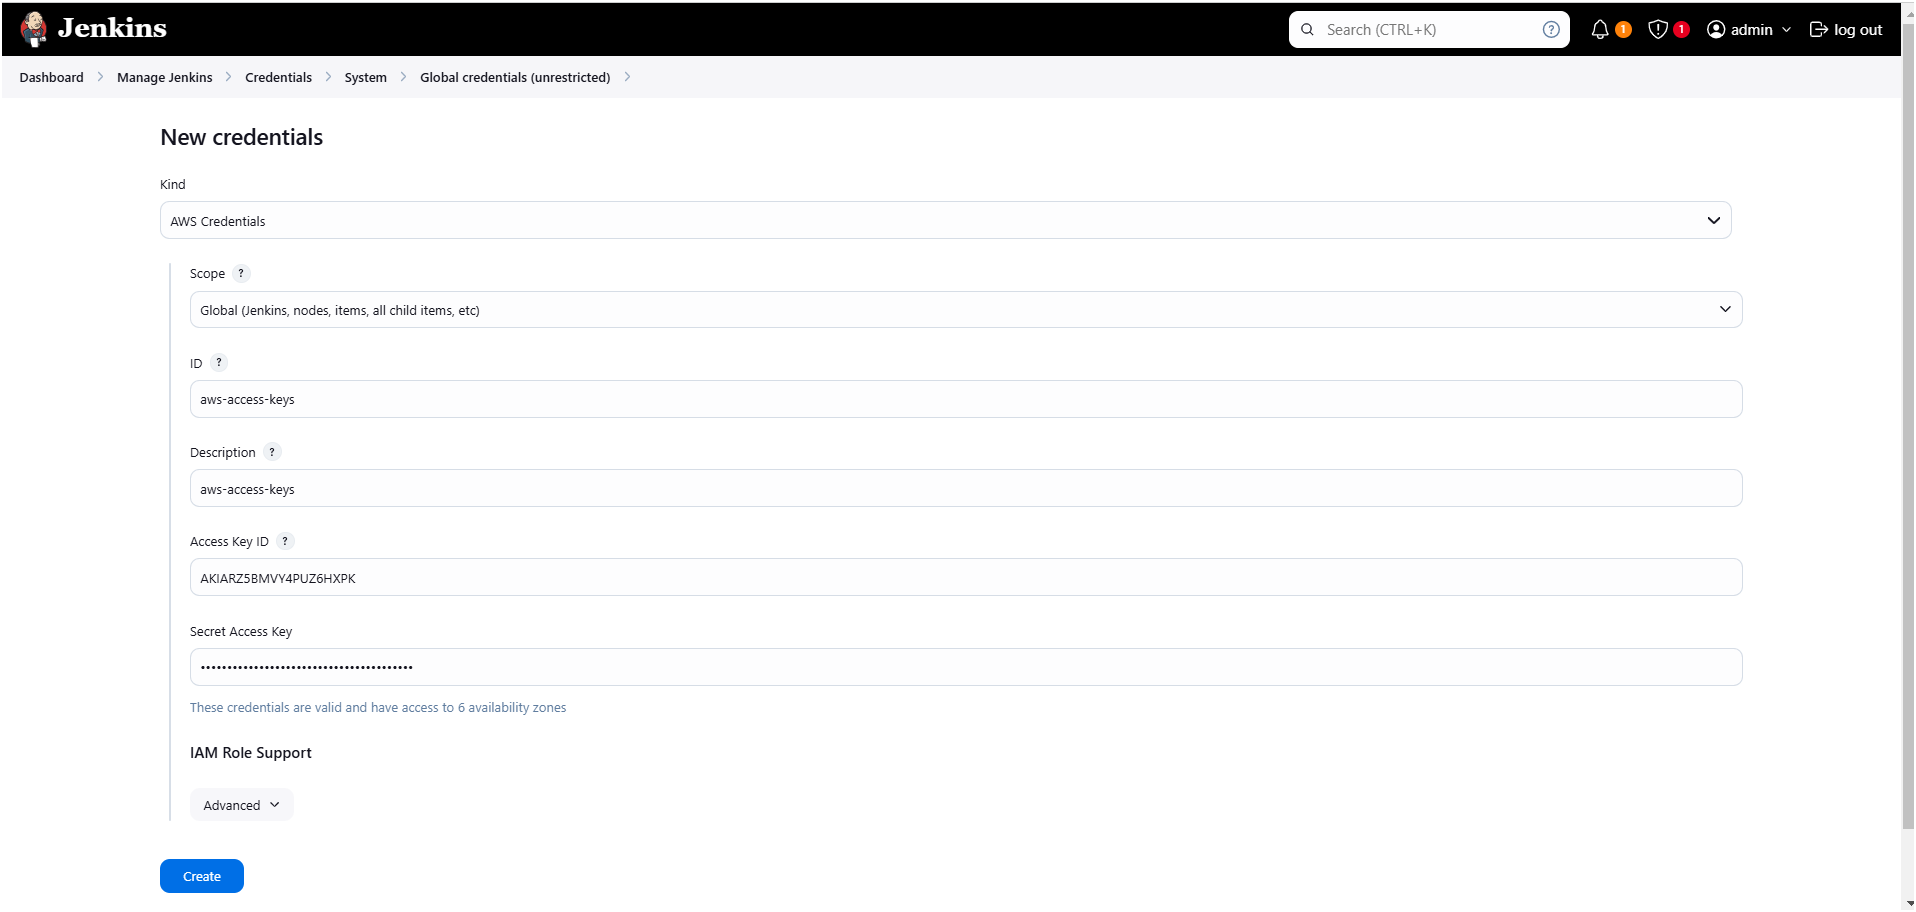 Jenkins
Search (CTRL+K) ?
1
1
admin
log out
Dashboard > Manage Jenkins > Credentials > System > Global credentials (unrestricted) >
New credentials
Kind
AWS Credentials
Scope ?
Global (Jenkins, nodes, items, all child items, etc)
ID ?
aws-access-keys
Description ?
aws-access-keys
Access Key ID ?
AKIARZ5BMVY4PUZ6HXPK
Secret Access Key
••••••••••••••••••••••••••••••••••••••••
These credentials are valid and have access to 6 availability zones
IAM Role Support
Advanced
Create